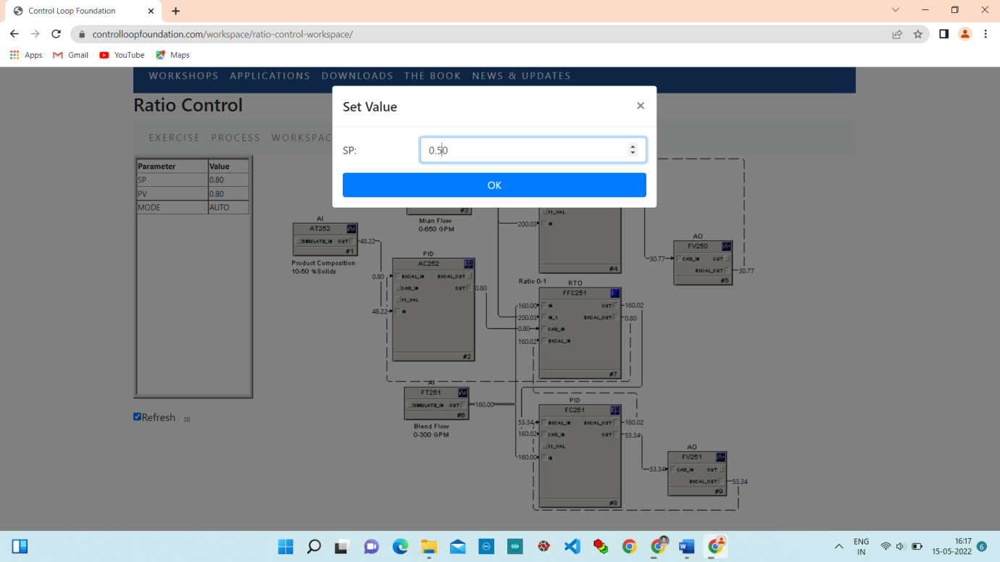 Control Loop Foundation
controlloopfoundation.com/workspace/ratio-control-workspace/
Apps Gmail YouTube Maps
WORKSHOPS APPLICATIONS DOWNLOADS THE BOOK NEWS & UPDATES
Ratio Control
EXERCISE PROCESS WORKSPAC
Set Value
SP: 0.50
OK
Parameter Value
SP 0.80
PV 0.80
MODE AUTO
Refresh [3]
#3
Mian Flow
0-650 GPM
AI
AT252
SIMULATE_IN OUT
#1
48.22
Product Composition
10-50 %Solids
PID
AC252
0.80 BKCAL_IN BKCAL_OUT
CAS_IN OUT 0.80
FF_VAL
48.22 IN
#2
FF_VAL
200.03 IN
#4
AO
FV250
30.77 CAS_IN OUT
BKCAL_OUT 30.77
#5
Ratio 0-1
RTO
FFC251
160.00 IN OUT 160.02
200.03 IN_1 BKCAL_OUT 0.80
0.80 CAS_IN
160.02 BKCAL_IN
#7
AI
FT251
SIMULATE_IN OUT 160.00
#6
Blend Flow
0-300 GPM
PID
FC251
53.34 BKCAL_IN BKCAL_OUT 160.02
160.02 CAS_IN OUT 53.34
FF_VAL
160.00 IN
#8
AO
FV251
53.34 CAS_IN OUT
BKCAL_OUT 53.34
#9
ENG
IN
16:17
15-05-2022
6